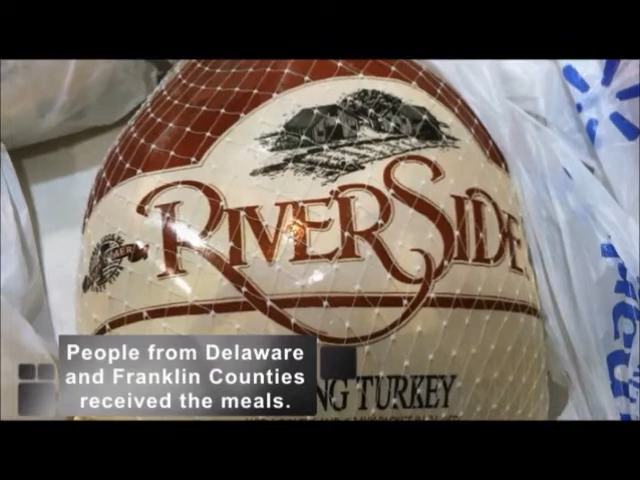 RIVERSIDE
NG TURKEY
People from Delaware
and Franklin Counties
received the meals.